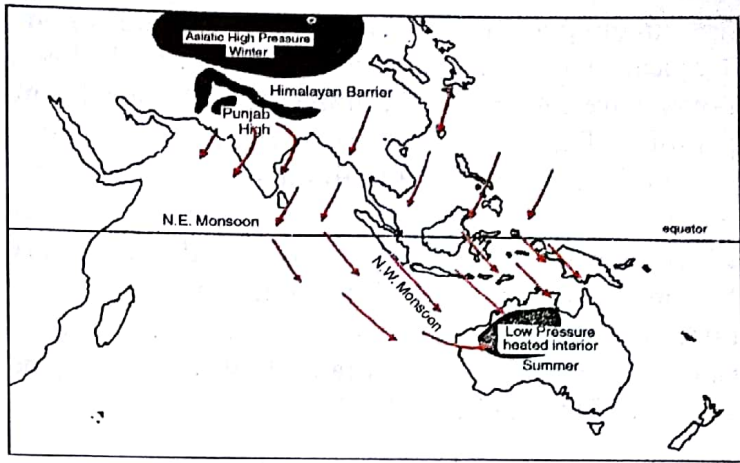 Asiatic High Pressure
Winter
Himalayan Barrier
Punjab
High
N.E. Monsoon
equator
N.W. Monsoon
Low Pressure
heated interior
Summer